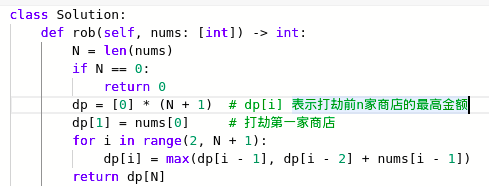 class Solution:
    def rob(self, nums: [int]) -> int:
        N = len(nums)
        if N == 0:
            return 0
        dp = [0] * (N + 1)  # dp[i] 表示打劫前n家商店的最高金额
        dp[1] = nums[0]     # 打劫第一家商店
        for i in range(2, N + 1):
            dp[i] = max(dp[i - 1], dp[i - 2] + nums[i - 1])
        return dp[N]